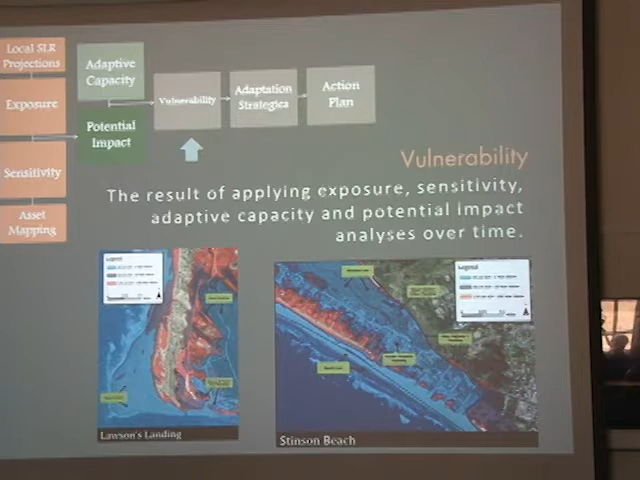 Local SLR
Projections
Exposure
Sensitivity
Asset
Mapping
Adaptive
Capacity
Potential
Impact
Vulnerability
Adaptation
Strategies
Action
Plan
Vulnerability
The result of applying exposure, sensitivity,
adaptive capacity and potential impact
analyses over time.
Legend
Legend
Lawson's Landing
Stinson Beach